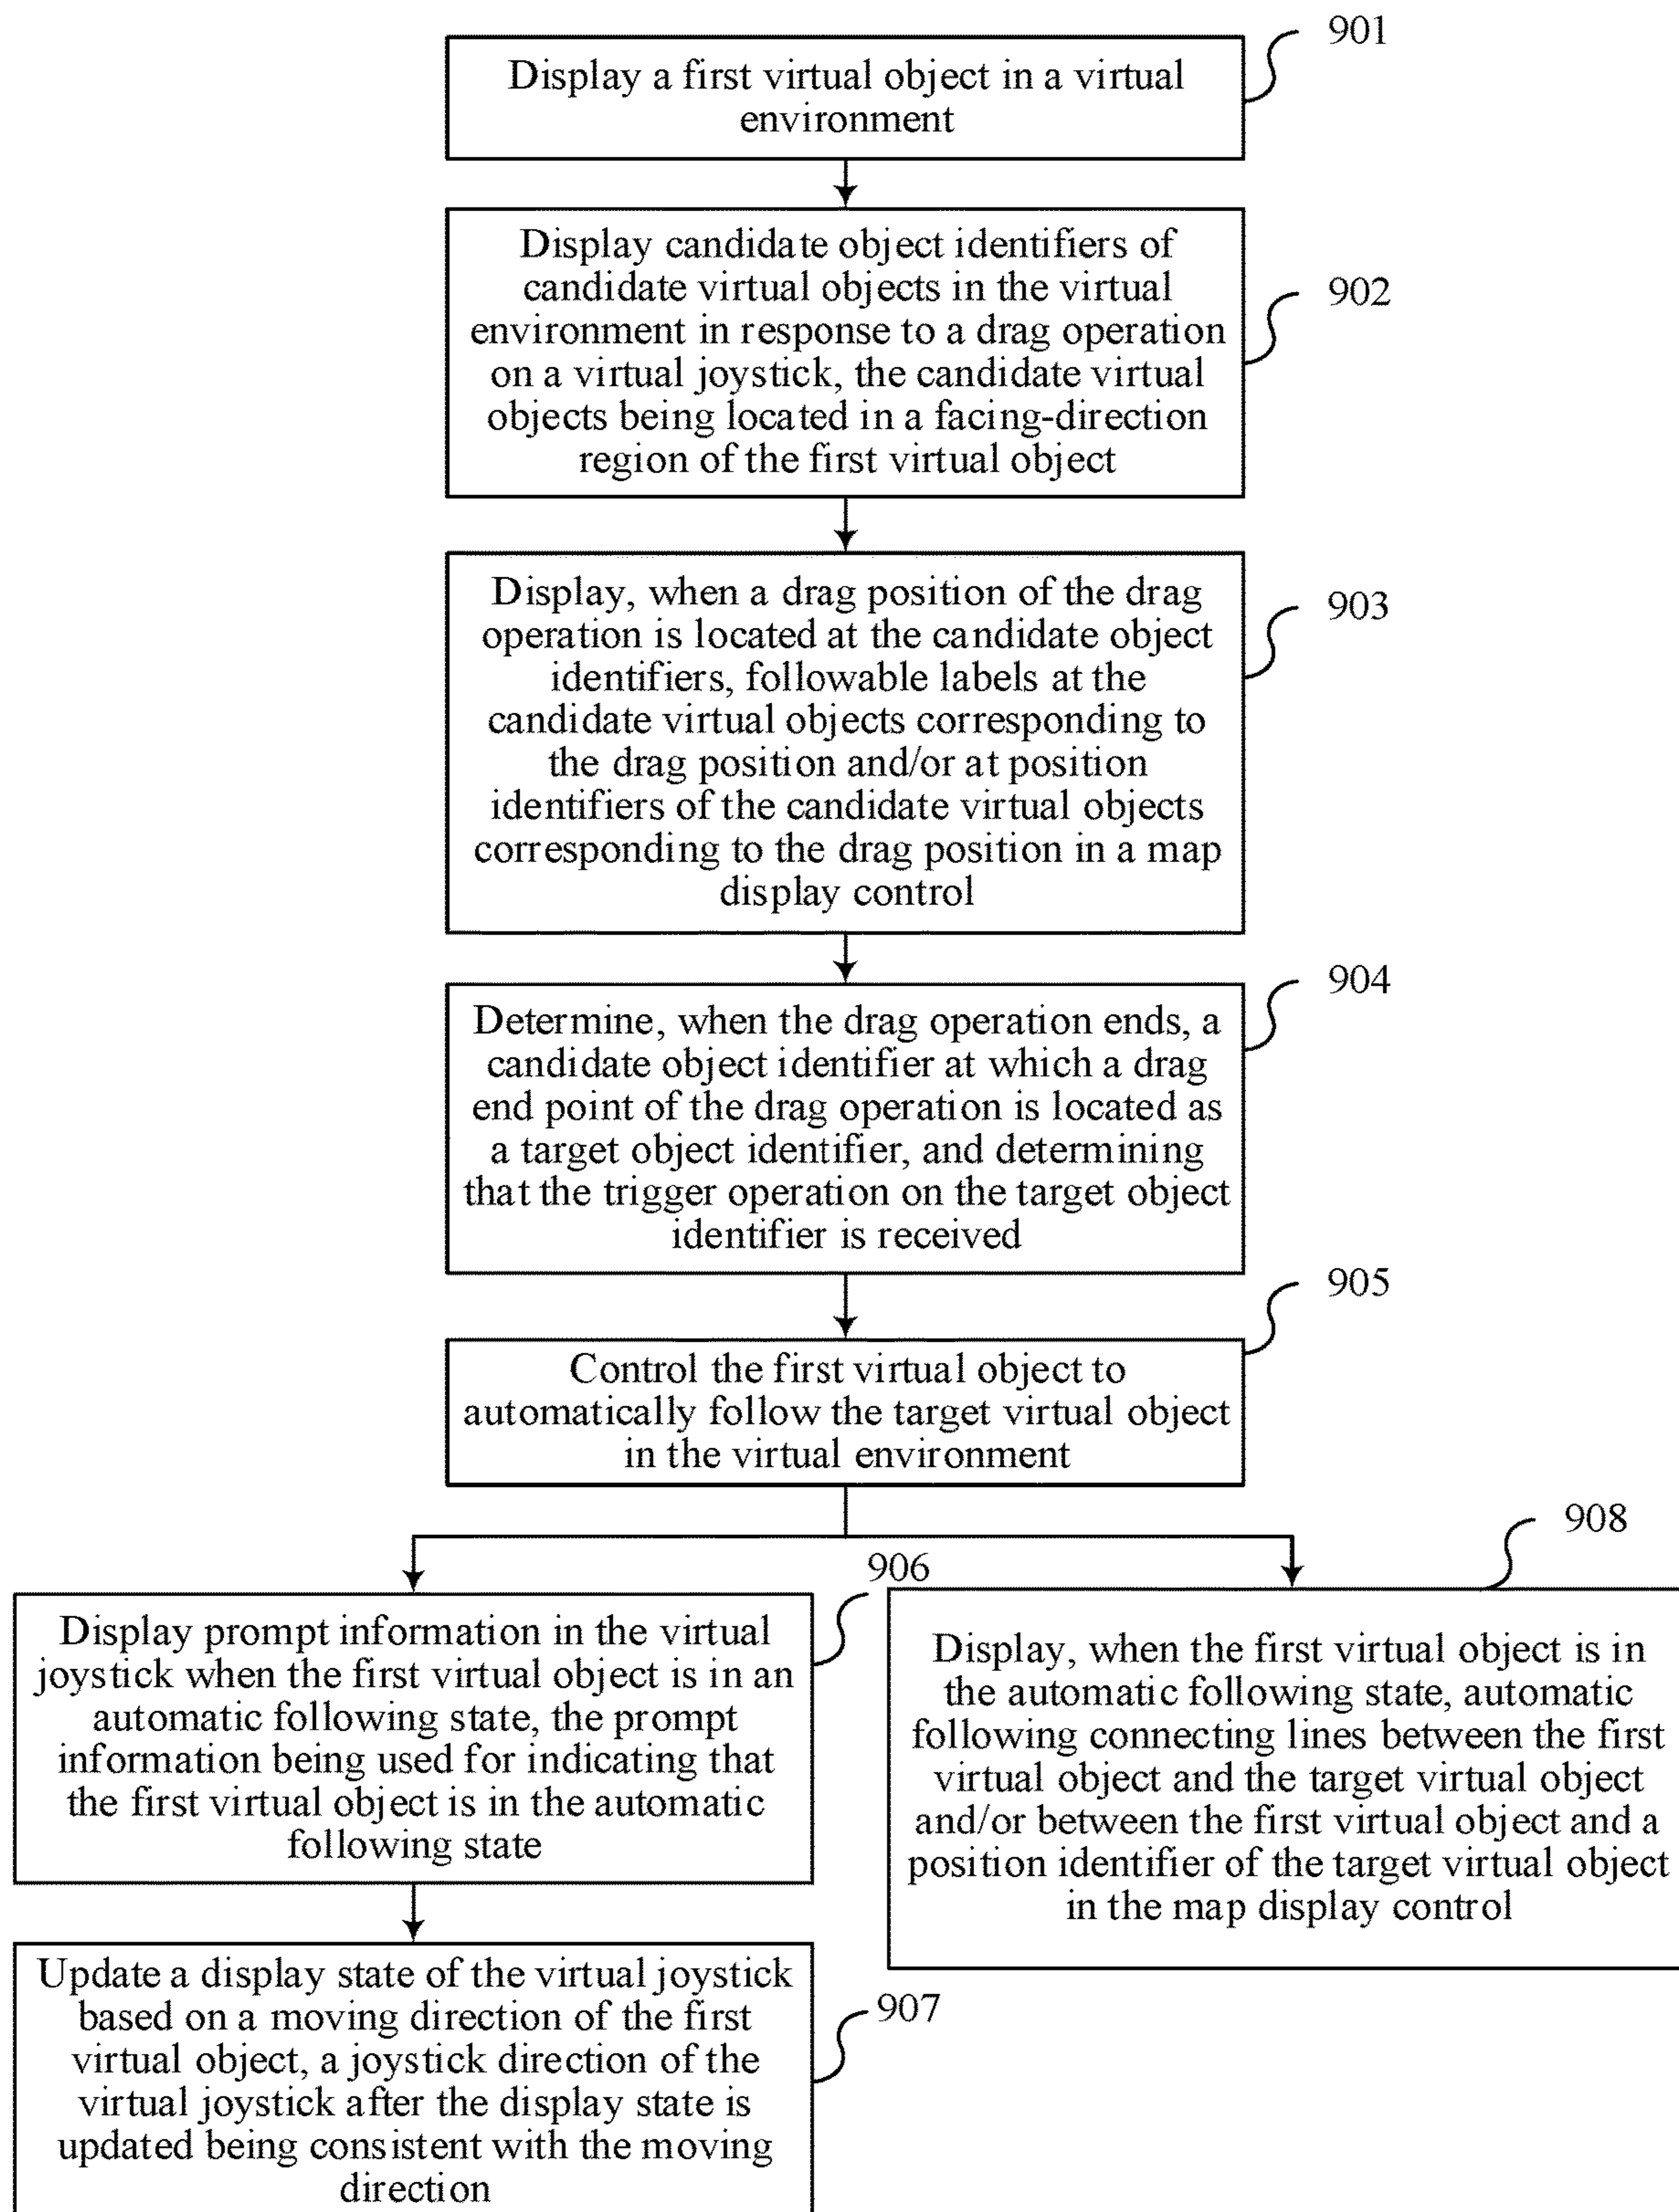 901
Display a first virtual object in a virtual
environment
902
Display candidate object identifiers of
candidate virtual objects in the virtual
environment in response to a drag operation
on a virtual joystick, the candidate virtual
objects being located in a facing-direction
region of the first virtual object
903
Display, when a drag position of the drag
operation is located at the candidate object
identifiers, followable labels at the
candidate virtual objects corresponding to
the drag position and/or at position
identifiers of the candidate virtual objects
corresponding to the drag position in a map
display control
904
Determine, when the drag operation ends, a
candidate object identifier at which a drag
end point of the drag operation is located as
a target object identifier, and determining
that the trigger operation on the target object
identifier is received
905
Control the first virtual object to
automatically follow the target virtual object
in the virtual environment
906
Display prompt information in the virtual
joystick when the first virtual object is in an
automatic following state, the prompt
information being used for indicating that
the first virtual object is in the automatic
following state
907
Update a display state of the virtual joystick
based on a moving direction of the first
virtual object, a joystick direction of the
virtual joystick after the display state is
updated being consistent with the moving
direction
908
Display, when the first virtual object is in
the automatic following state, automatic
following connecting lines between the first
virtual object and the target virtual object
and/or between the first virtual object and a
position identifier of the target virtual object
in the map display control